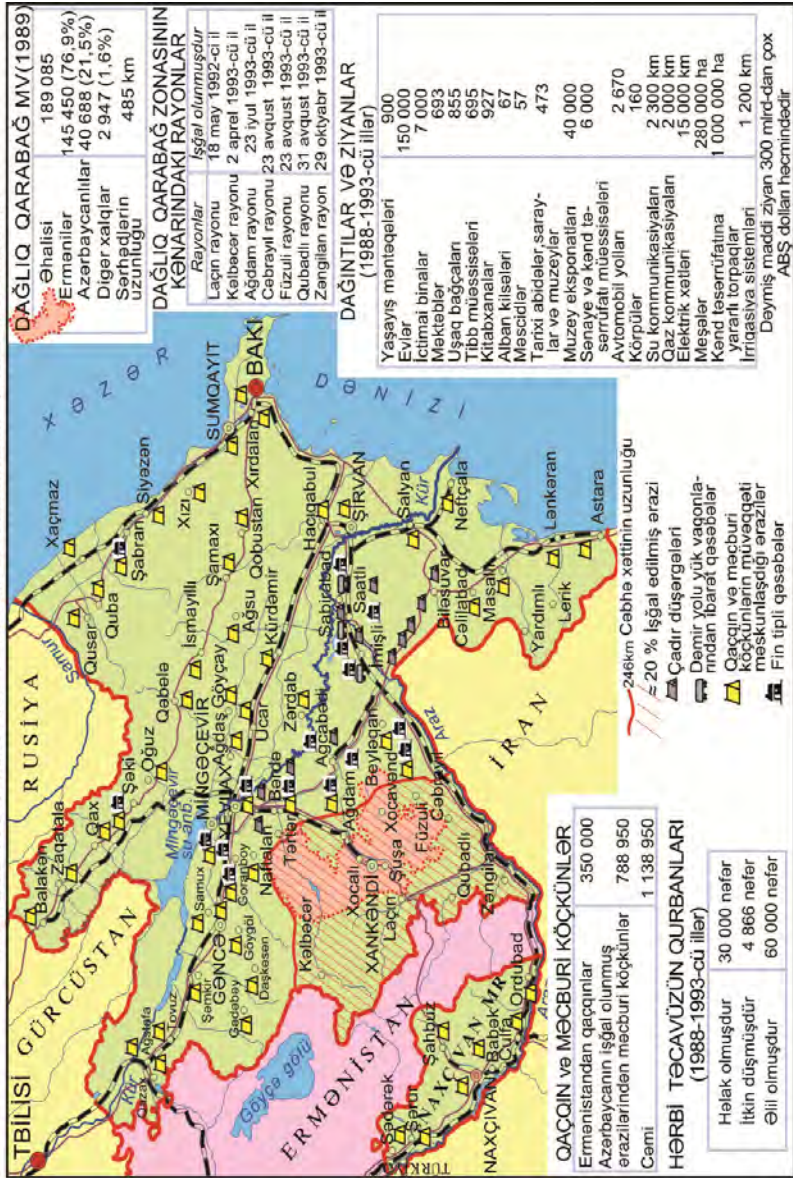 DAĞLIQ QARABAĞ MV(1989)
Əhalisi 189 085
Ermənilər 145 450 (76,9%)
Azərbaycanlılar 40 688 (21,5%)
Digər xalqlar 2 947 (1,6%)
Sərhədlərin uzunluğu 485 km
DAĞLIQ QARABAĞ ZONASININ
KƏNARINDAKI RAYONLAR
Rayonlar İşğal olunmuşdur
Laçın rayonu 18 may 1992-ci il
Kəlbəcər rayonu 2 aprel 1993-cü il
Ağdam rayonu 23 iyul 1993-cü il
Cəbrayıl rayonu 23 avqust 1993-cü il
Füzuli rayonu 23 avqust 1993-cü il
Qubadlı rayonu 31 avqust 1993-cü il
Zəngilan rayon 29 oktyabr 1993-cü il
DAĞINTILAR VƏ ZİYANLAR
(1988-1993-cü illər)
Yaşayış məntəqələri 900
Evlər 150 000
İctimai binalar 7 000
Məktəblər 693
Uşaq bağçaları 855
Tibb müəssisələri 695
Kitabxanalar 927
Alban kilsələri 67
Məscidlər 57
Tarixi abidələr,saray-
lar və muzeylər 473
Muzey eksponatları 40 000
Sənaye və kənd tə-
sərrüfatı müəssisələri 6 000
Avtomobil yolları 2 670
Körpülər 160
Su kommunikasiyaları 2 300 km
Qaz kommunikasiyaları 2 000 km
Elektrik xətləri 15 000 km
Meşələr 280 000 ha
Kənd təsərrüfatına
yararlı torpaqlar 1 000 000 ha
İrriqasiya sistemləri 1 200 km
Dəymiş maddi ziyan 300 mlrd-dan çox
ABŞ dolları həcmindədir
TBİLİSİ
GÜRCÜSTAN
RUSİYA
XƏZƏR
DƏNİZİ
ERMƏNİSTAN
İRAN
TÜRKİYƏ
NAXÇIVAN MR
Samur
Kür
Kür
Araz
Göyçə gölü
Mingəçevir
su anb.
Balakən
Zaqatala
Qax
Şəki
Oğuz
Qəbələ
İsmayıllı
Qusar
Quba
Xaçmaz
Şabran
Siyəzən
Xızı
Şamaxı
SUMQAYIT
BAKI
Xırdalan
Qobustan
Ağsu
Kürdəmir
Hacıqabul
ŞİRVAN
Qazax
Ağstafa
Tovuz
Şəmkir
Samux
GƏNCƏ
Gədəbəy
Göygöl
Daşkəsən
Goranboy
Naftalan
MİNGƏÇEVİR
YEVLAX
Ağdaş
Göyçay
Ucar
Zərdab
Bərdə
Tərtər
Ağcabədi
Ağdam
Beyləqan
İmişli
Saatlı
Sabirabad
Salyan
Neftçala
Biləsuvar
Cəlilabad
Masallı
Yardımlı
Lerik
Lənkəran
Astara
Kəlbəcər
Xocalı
XANKƏNDİ
Laçın
Şuşa
Xocavənd
Füzuli
Cəbrayıl
Qubadlı
Zəngilan
Sədərək
Şərur
Şahbuz
NAXÇIVAN
Babək
Culfa
Ordubad
246km Cəbhə xəttinin uzunluğu
≈ 20 % İşğal edilmiş ərazi
Çadır düşərgələri
Dəmir yolu yük vaqonla-
rından ibarət qəsəbələr
Qaçqın və məcburi
köçkünlərin müvəqqəti
məskunlaşdığı ərazilər
Fin tipli qəsəbələr
QAÇQIN və MƏCBURİ KÖÇKÜNLƏR
Ermənistandan qaçqınlar 350 000
Azərbaycanın işğal olunmuş
ərazilərindən məcburi köçkünlər 788 950
Cəmi 1 138 950
HƏRBİ TƏCAVÜZÜN QURBANLARI
(1988-1993-cü illər)
Həlak olmuşdur 30 000 nəfər
İtkin düşmüşdür 4 866 nəfər
Əlil olmuşdur 60 000 nəfər